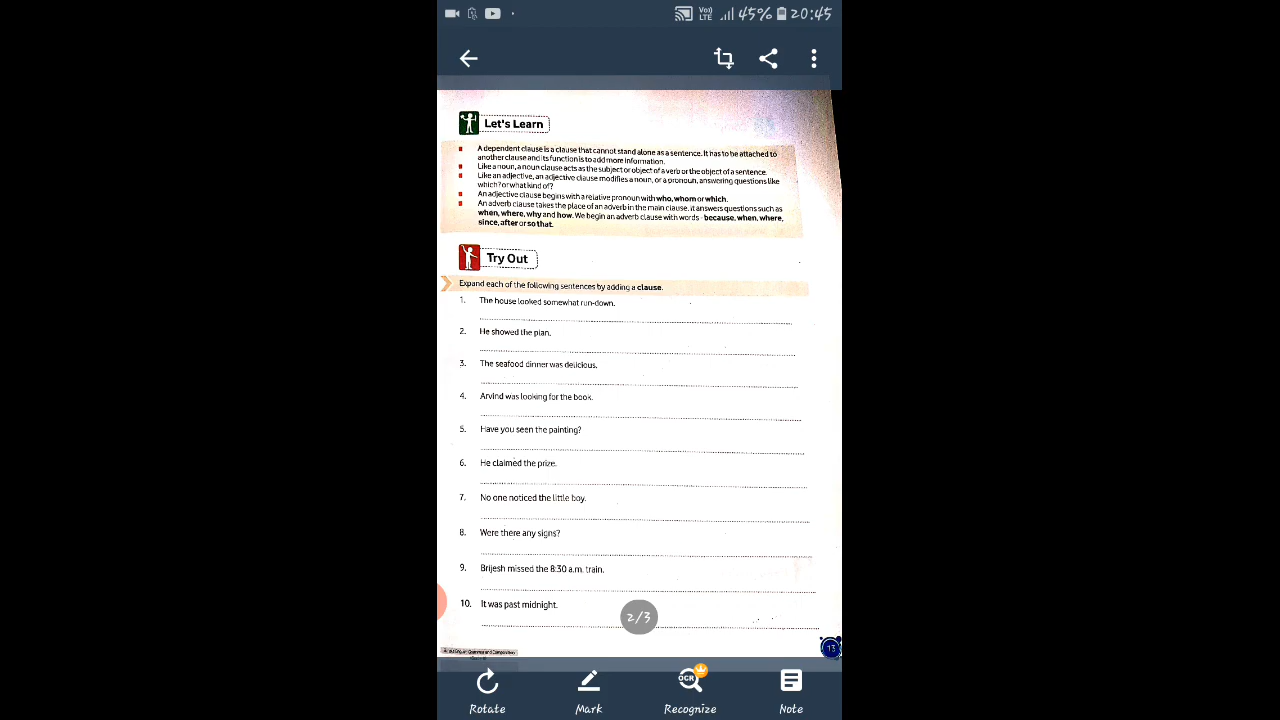 Vo))
LTE
45%
20:45
Let's Learn
A dependent clause is a clause that cannot stand alone as a sentence. It has to be attached to
another clause and its function is to add more information.
Like a noun, a noun clause acts as the subject or object of a verb or the object of a sentence.
Like an adjective, an adjective clause modifies a noun, or a pronoun, answering questions like
which? or what kind of?
An adjective clause begins with a relative pronoun with who, whom or which.
An adverb clause takes the place of an adverb in the main clause. It answers questions such as
when, where, why and how. We begin an adverb clause with words - because, when, where,
since, after or so that.
Try Out
Expand each of the following sentences by adding a clause.
1. The house looked somewhat run-down.
2. He showed the plan.
3. The seafood dinner was delicious.
4. Arvind was looking for the book.
5. Have you seen the painting?
6. He claimed the prize.
7. No one noticed the little boy.
8. Were there any signs?
9. Brijesh missed the 8:30 a.m. train.
10. It was past midnight.
2/3
13
Rotate
Mark
OCR
Recognize
Note